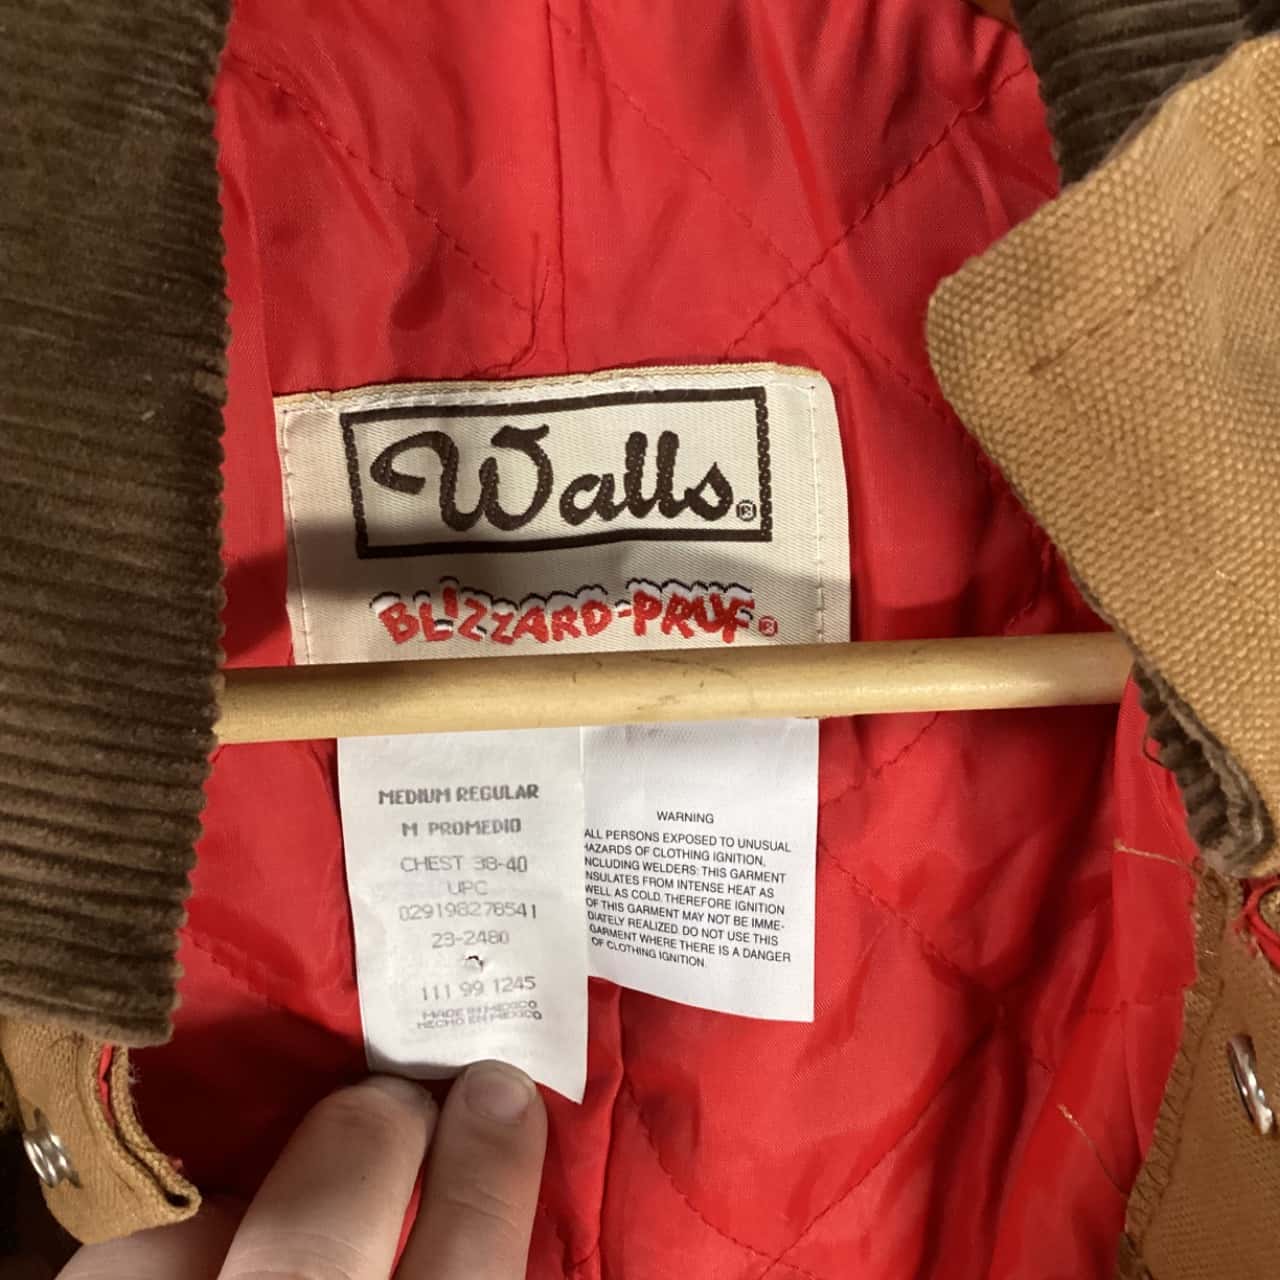 Walls®
BLIZZARD-PRUF®
MEDIUM REGULAR
M PROMEDIO
CHEST 38-40
UPC
029198278541
23-2480
111 99 1245
MADE IN MEXICO
HECHO EN MEXICO
WARNING
ALL PERSONS EXPOSED TO UNUSUAL
HAZARDS OF CLOTHING IGNITION,
INCLUDING WELDERS: THIS GARMENT
INSULATES FROM INTENSE HEAT AS
WELL AS COLD. THEREFORE IGNITION
OF THIS GARMENT MAY NOT BE IMME-
DIATELY REALIZED. DO NOT USE THIS
GARMENT WHERE THERE IS A DANGER
OF CLOTHING IGNITION.